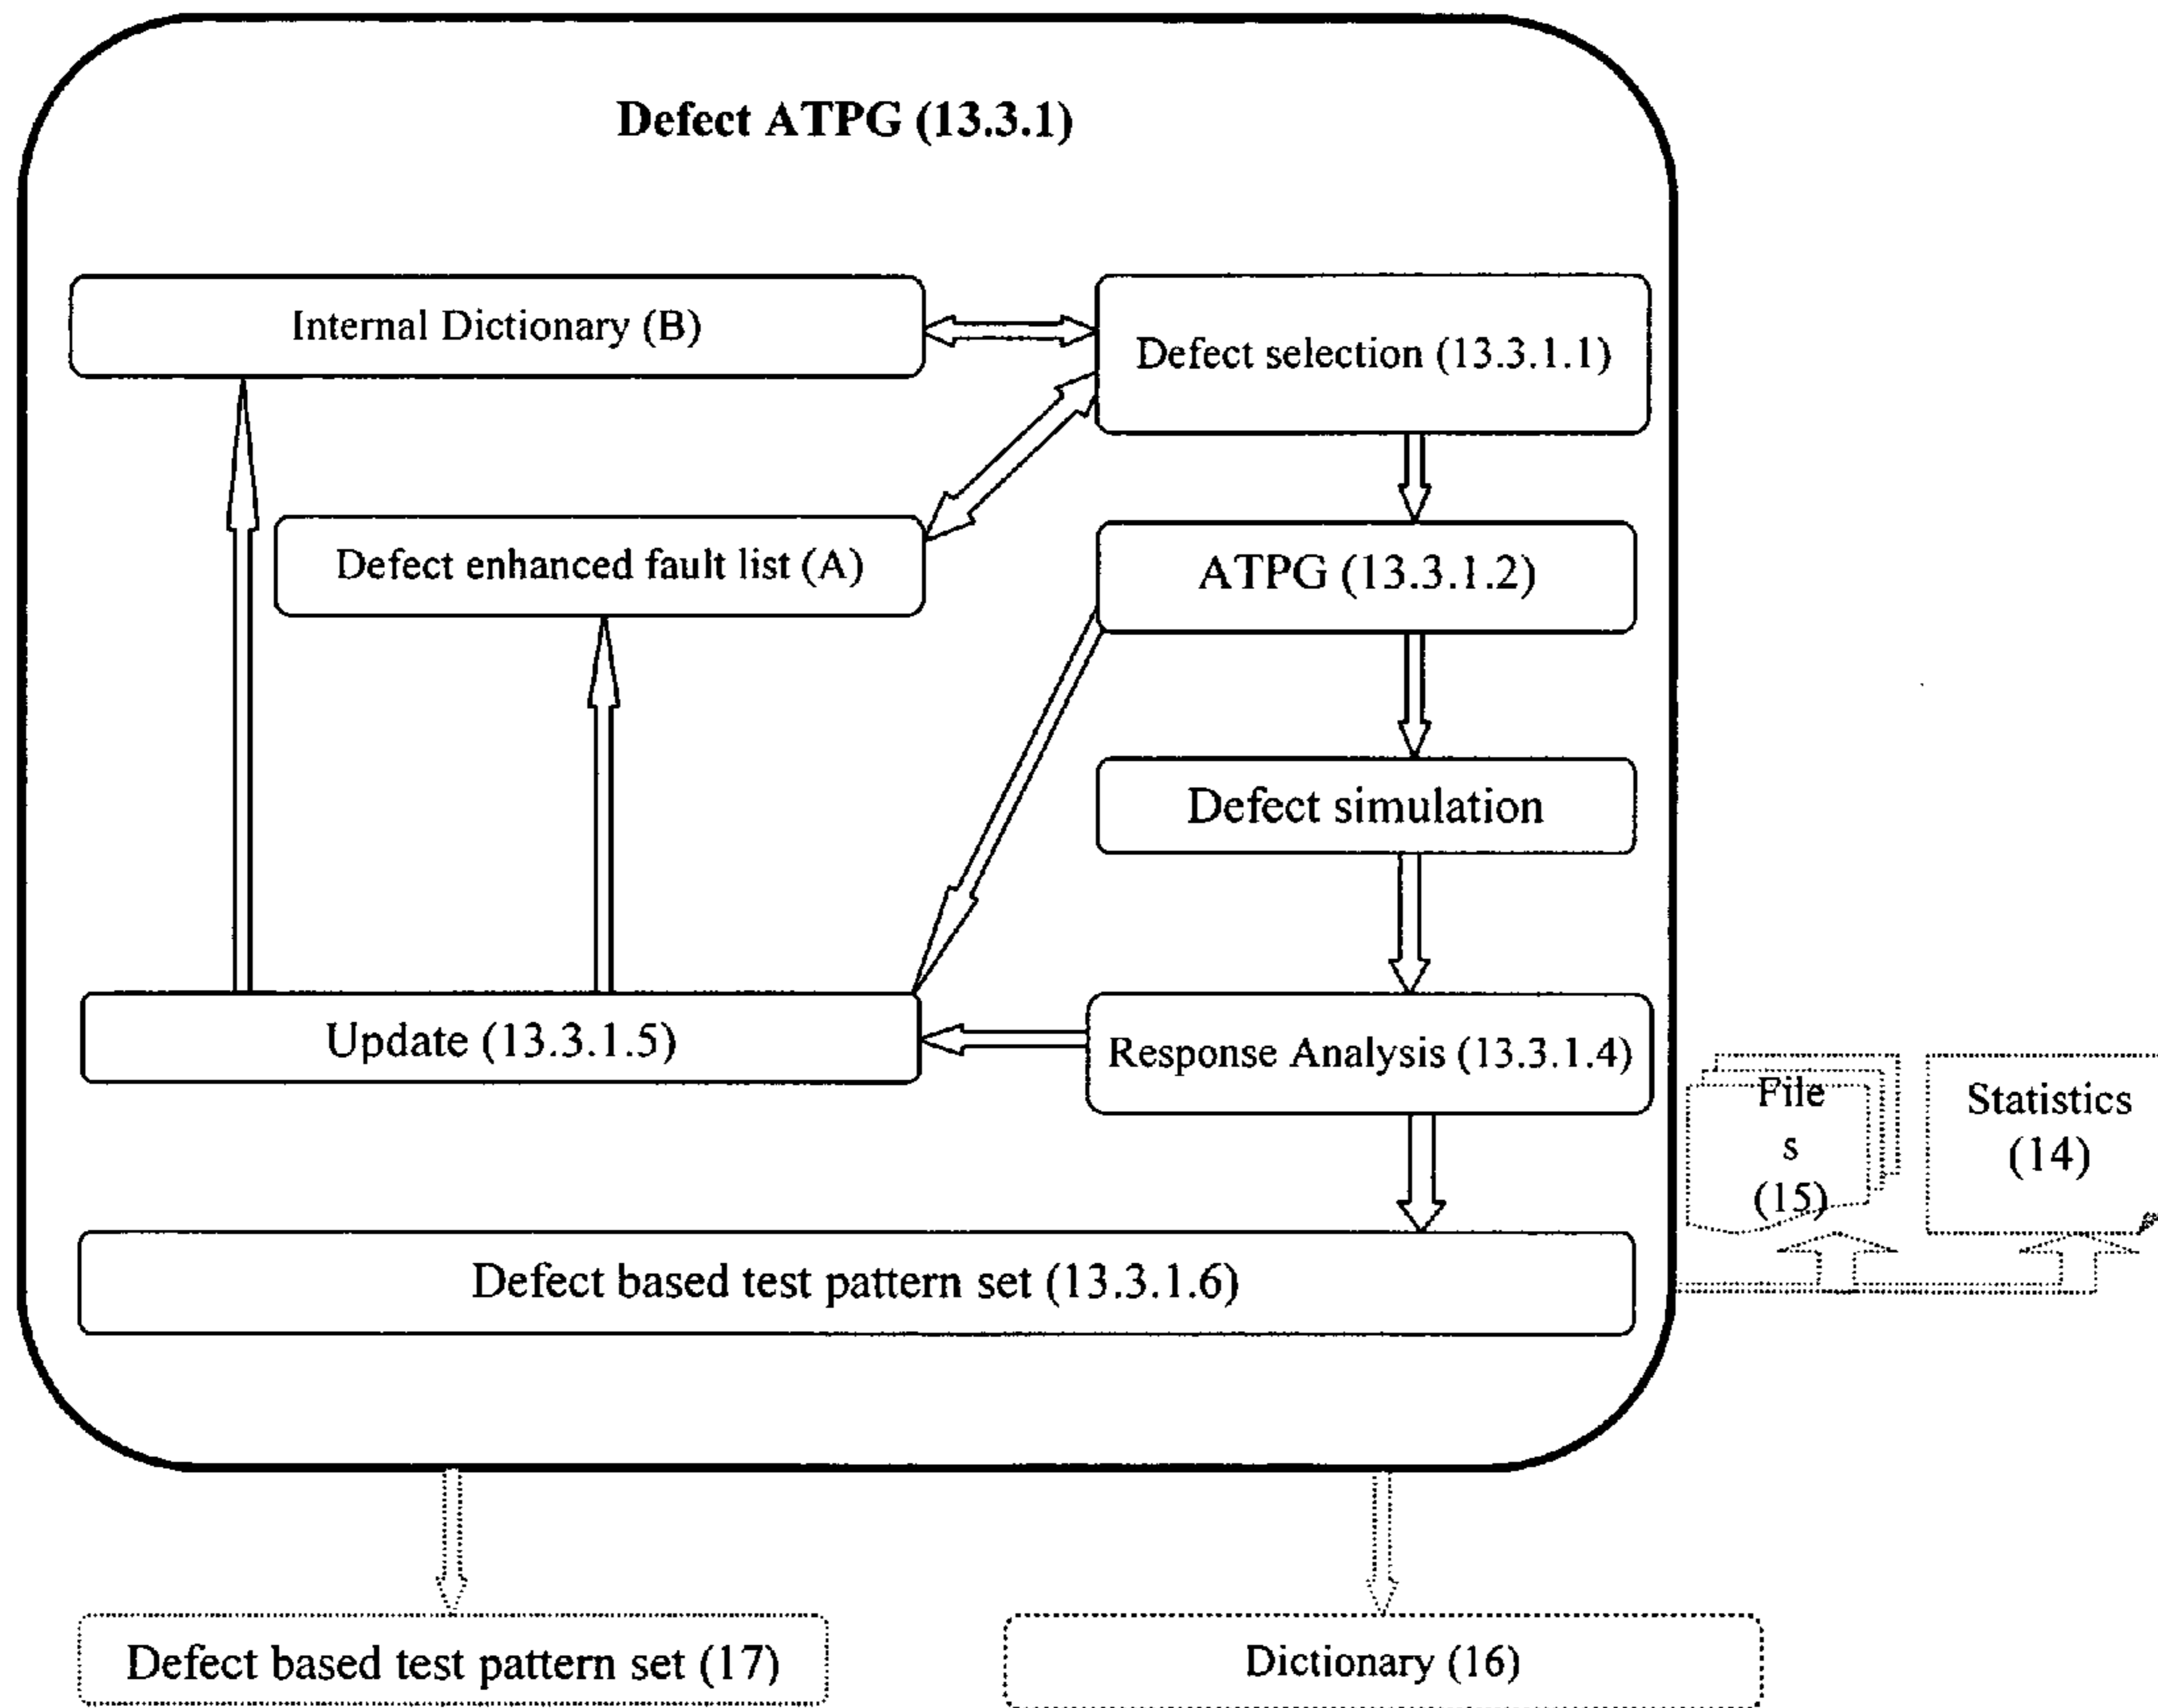 Defect ATPG (13.3.1)
Internal Dictionary (B)
Defect selection (13.3.1.1)
Defect enhanced fault list (A)
ATPG (13.3.1.2)
Defect simulation
Update (13.3.1.5)
Response Analysis (13.3.1.4)
File
s
(15)
Statistics
(14)
Defect based test pattern set (13.3.1.6)
Defect based test pattern set (17)
Dictionary (16)